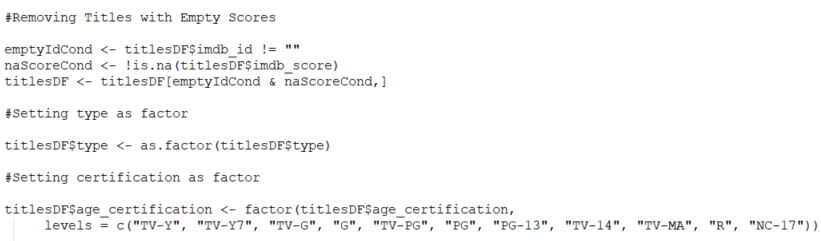 #Removing Titles with Empty Scores
emptyIdCond <- titlesDF$imdb_id != ""
naScoreCond <- !is.na(titlesDF$imdb_score)
titlesDF <- titlesDF[emptyIdCond & naScoreCond,]
#Setting type as factor
titlesDF$type <- as.factor(titlesDF$type)
#Setting certification as factor
titlesDF$age_certification <- factor(titlesDF$age_certification,
levels = c("TV-Y", "TV-Y7", "TV-G", "G", "TV-PG", "PG", "PG-13", "TV-14", "TV-MA", "R", "NC-17"))